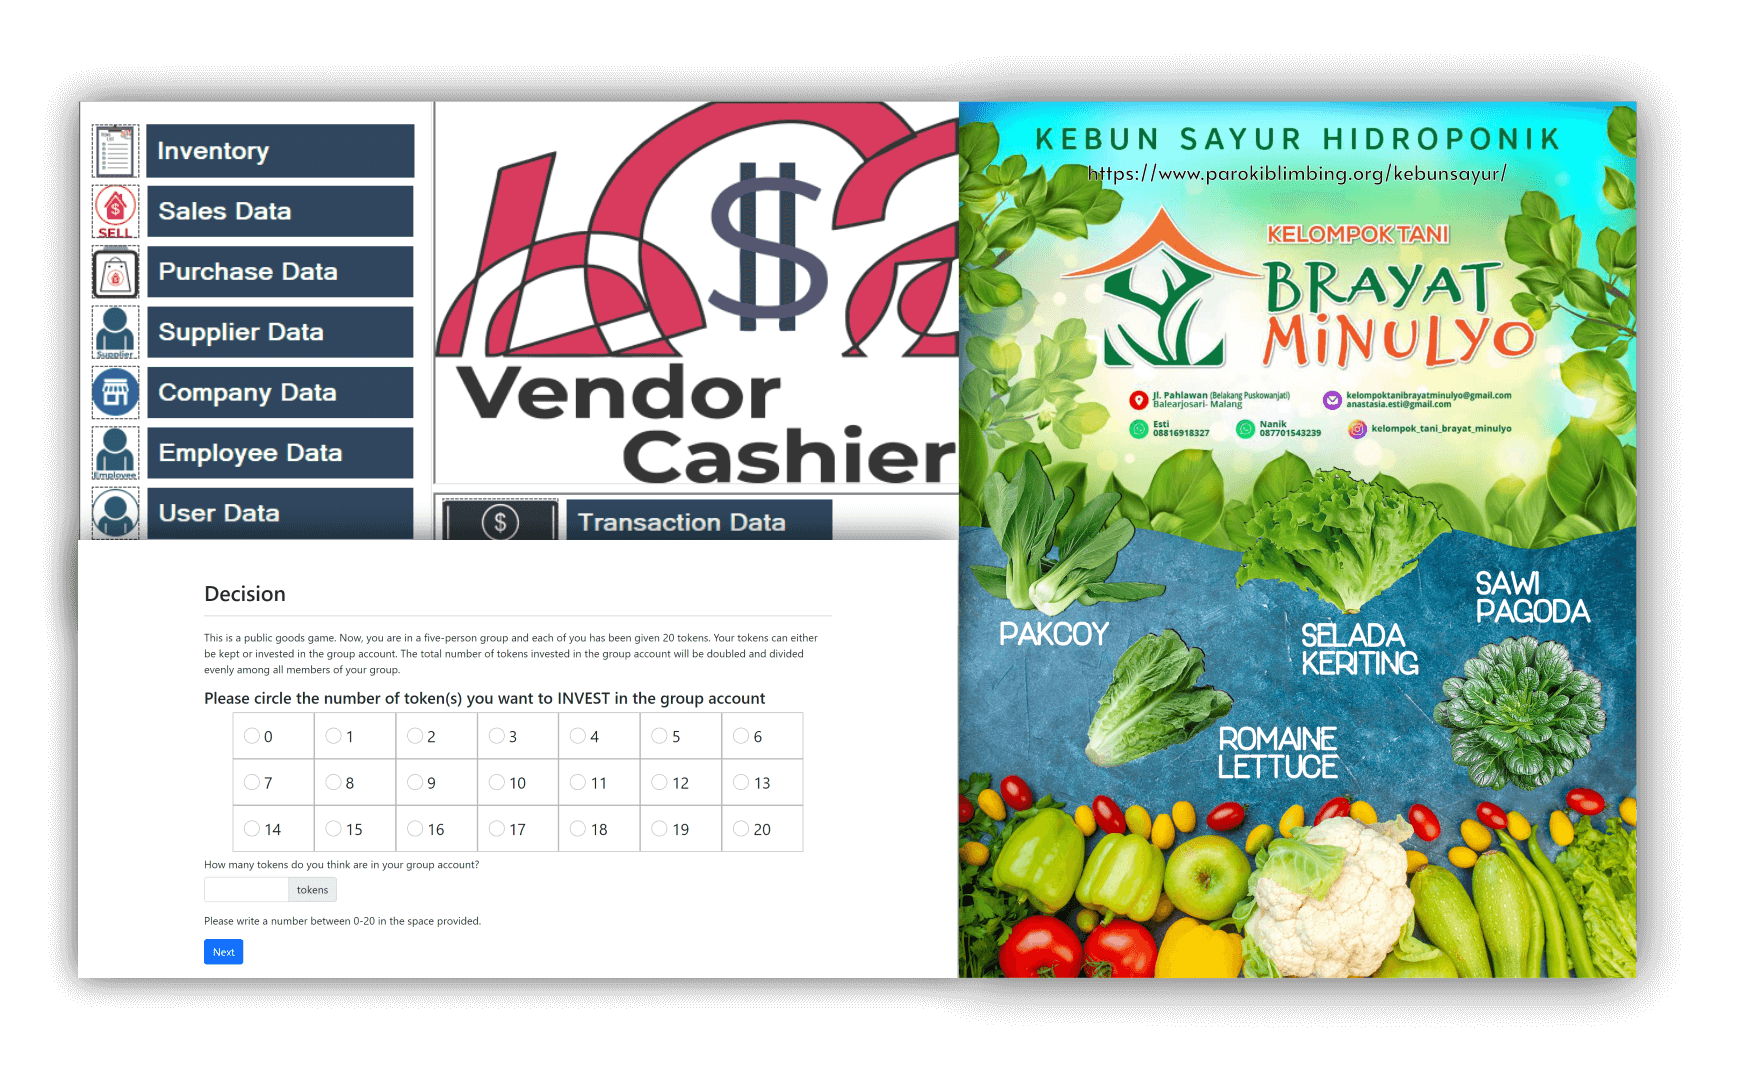 Inventory
Sales Data
SELL
Purchase Data
Supplier Data
Supplier
Company Data
Employee Data
Employee
User Data
Vendor
Cashier
Transaction Data
Decision
This is a public goods game. Now, you are in a five-person group and each of you has been given 20 tokens. Your tokens can either
be kept or invested in the group account. The total number of tokens invested in the group account will be doubled and divided
evenly among all members of your group.
Please circle the number of token(s) you want to INVEST in the group account
0 1 2 3 4 5 6
7 8 9 10 11 12 13
14 15 16 17 18 19 20
How many tokens do you think are in your group account?
tokens
Please write a number between 0-20 in the space provided.
Next
KEBUN SAYUR HIDROPONIK
https://www.parokiblimbing.org/kebunsayur/
KELOMPOK TANI
BRAYAT
MINULYO
Jl. Pahlawan (Belakang Puskowanjati)
Balearjosari- Malang
kelompoktanibrayatminulyo@gmail.com
anastasia.esti@gmail.com
Esti
08816918327
Nanik
087701543239
kelompok_tani_brayat_minulyo
PAKCOY
SELADA
KERITING
SAWI
PAGODA
ROMAINE
LETTUCE